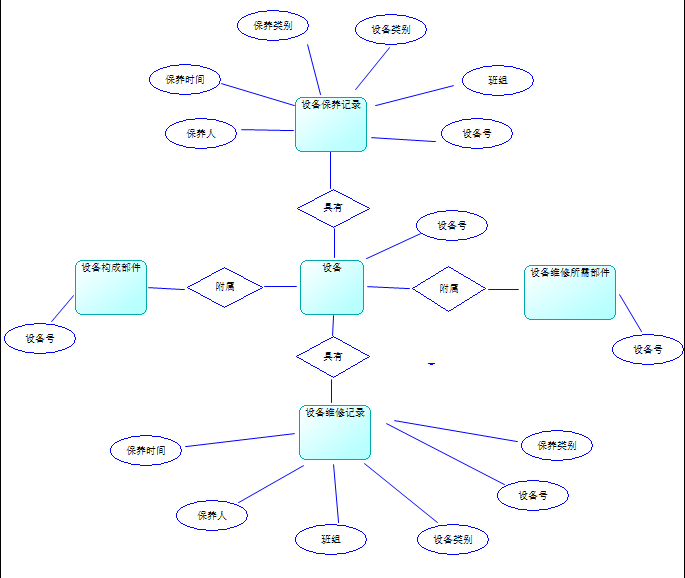 保养类别
设备类别
保养时间
班组
设备保养记录
保养人
设备号
具有
设备号
设备构成部件
设备
设备维修所需部件
附属
附属
设备号
具有
设备号
设备维修记录
保养时间
保养类别
设备号
保养人
班组
设备类别